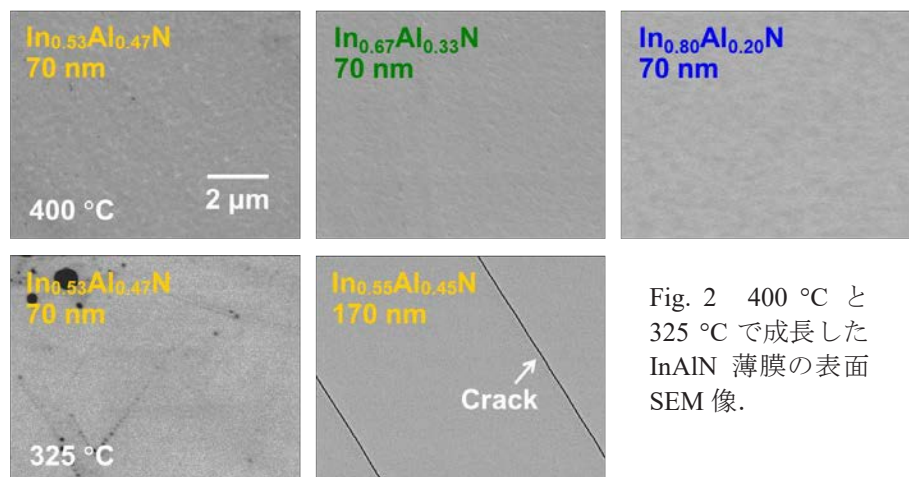 In0.53Al0.47N
70 nm
400 °C
2 μm
In0.67Al0.33N
70 nm
In0.80Al0.20N
70 nm
In0.53Al0.47N
70 nm
325 °C
In0.55Al0.45N
170 nm
Crack
Fig. 2 400 °C と
325 °C で成長した
InAlN 薄膜の表面
SEM 像.